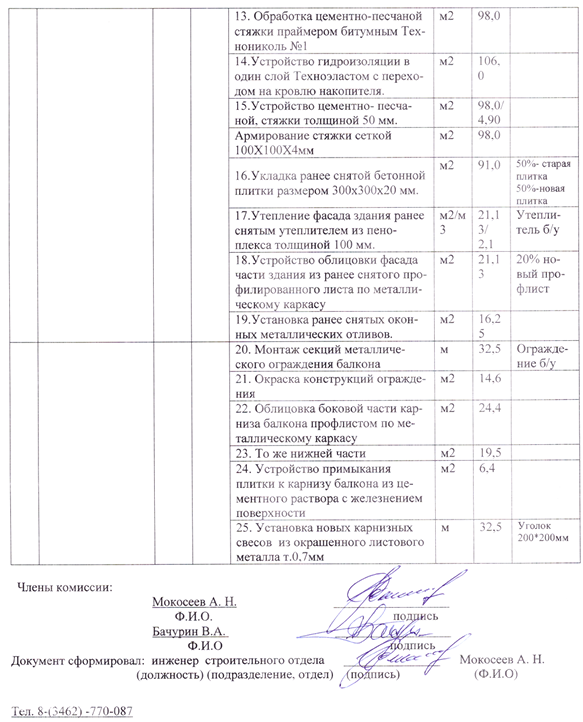 13. Обработка цементно-песчаной м2 98,0
стяжки праймером битумным Тех-
нониколь №1
14.Устройство гидроизоляции в м2 106,
один слой Техноэласт с перехо- 0
дом на кровлю накопителя.
15.Устройство цементно- песча- м2 98,0/
ной, стяжки толщиной 50 мм. 4,90
Армирование стяжки сеткой м2 98,0
100Х100Х4мм
16.Укладка ранее снятой бетонной м2 91,0 50%- старая
плитки размером 300х300х20 мм. плитка
50%-новая
плитка
17.Утепление фасада здания ранее м2/м 21,1 Утепли-
снятым утеплителем из пено- 3 3/ тель б/у
плекса толщиной 100 мм. 2,1
18.Устройство облицовки фасада м2 21,1 20% но-
части здания из ранее снятого про- 3 вый про-
филированного листа по металли- флист
ческому каркасу
19.Установка ранее снятых окон- м2 16,2
ных металлических отливов. 5
20. Монтаж секций металличе- м 32,5 Огражде-
ского ограждения балкона ние б/у
21. Окраска конструкций огражде- м2 14,6
ния
22. Облицовка боковой части кар- м2 24,4
низа балкона профлистом по ме-
таллическому каркасу
23. То же нижней части м2 19,5
24. Устройство примыкания м2 6,4
плитки к карнизу балкона из це-
ментного раствора с железнением
поверхности
25. Установка новых карнизных м 32,5 Уголок
свесов из окрашенного листового 200*200мм
металла т.0,7мм
Члены комиссии:
Мокосеев А. Н.
Ф.И.О. подпись
Бачурин В.А.
Ф.И.О подпись
Документ сформировал: инженер строительного отдела Мокосеев А. Н.
(должность) (подразделение, отдел) (подпись) (Ф.И.О)
Тел. 8-(3462) -770-087